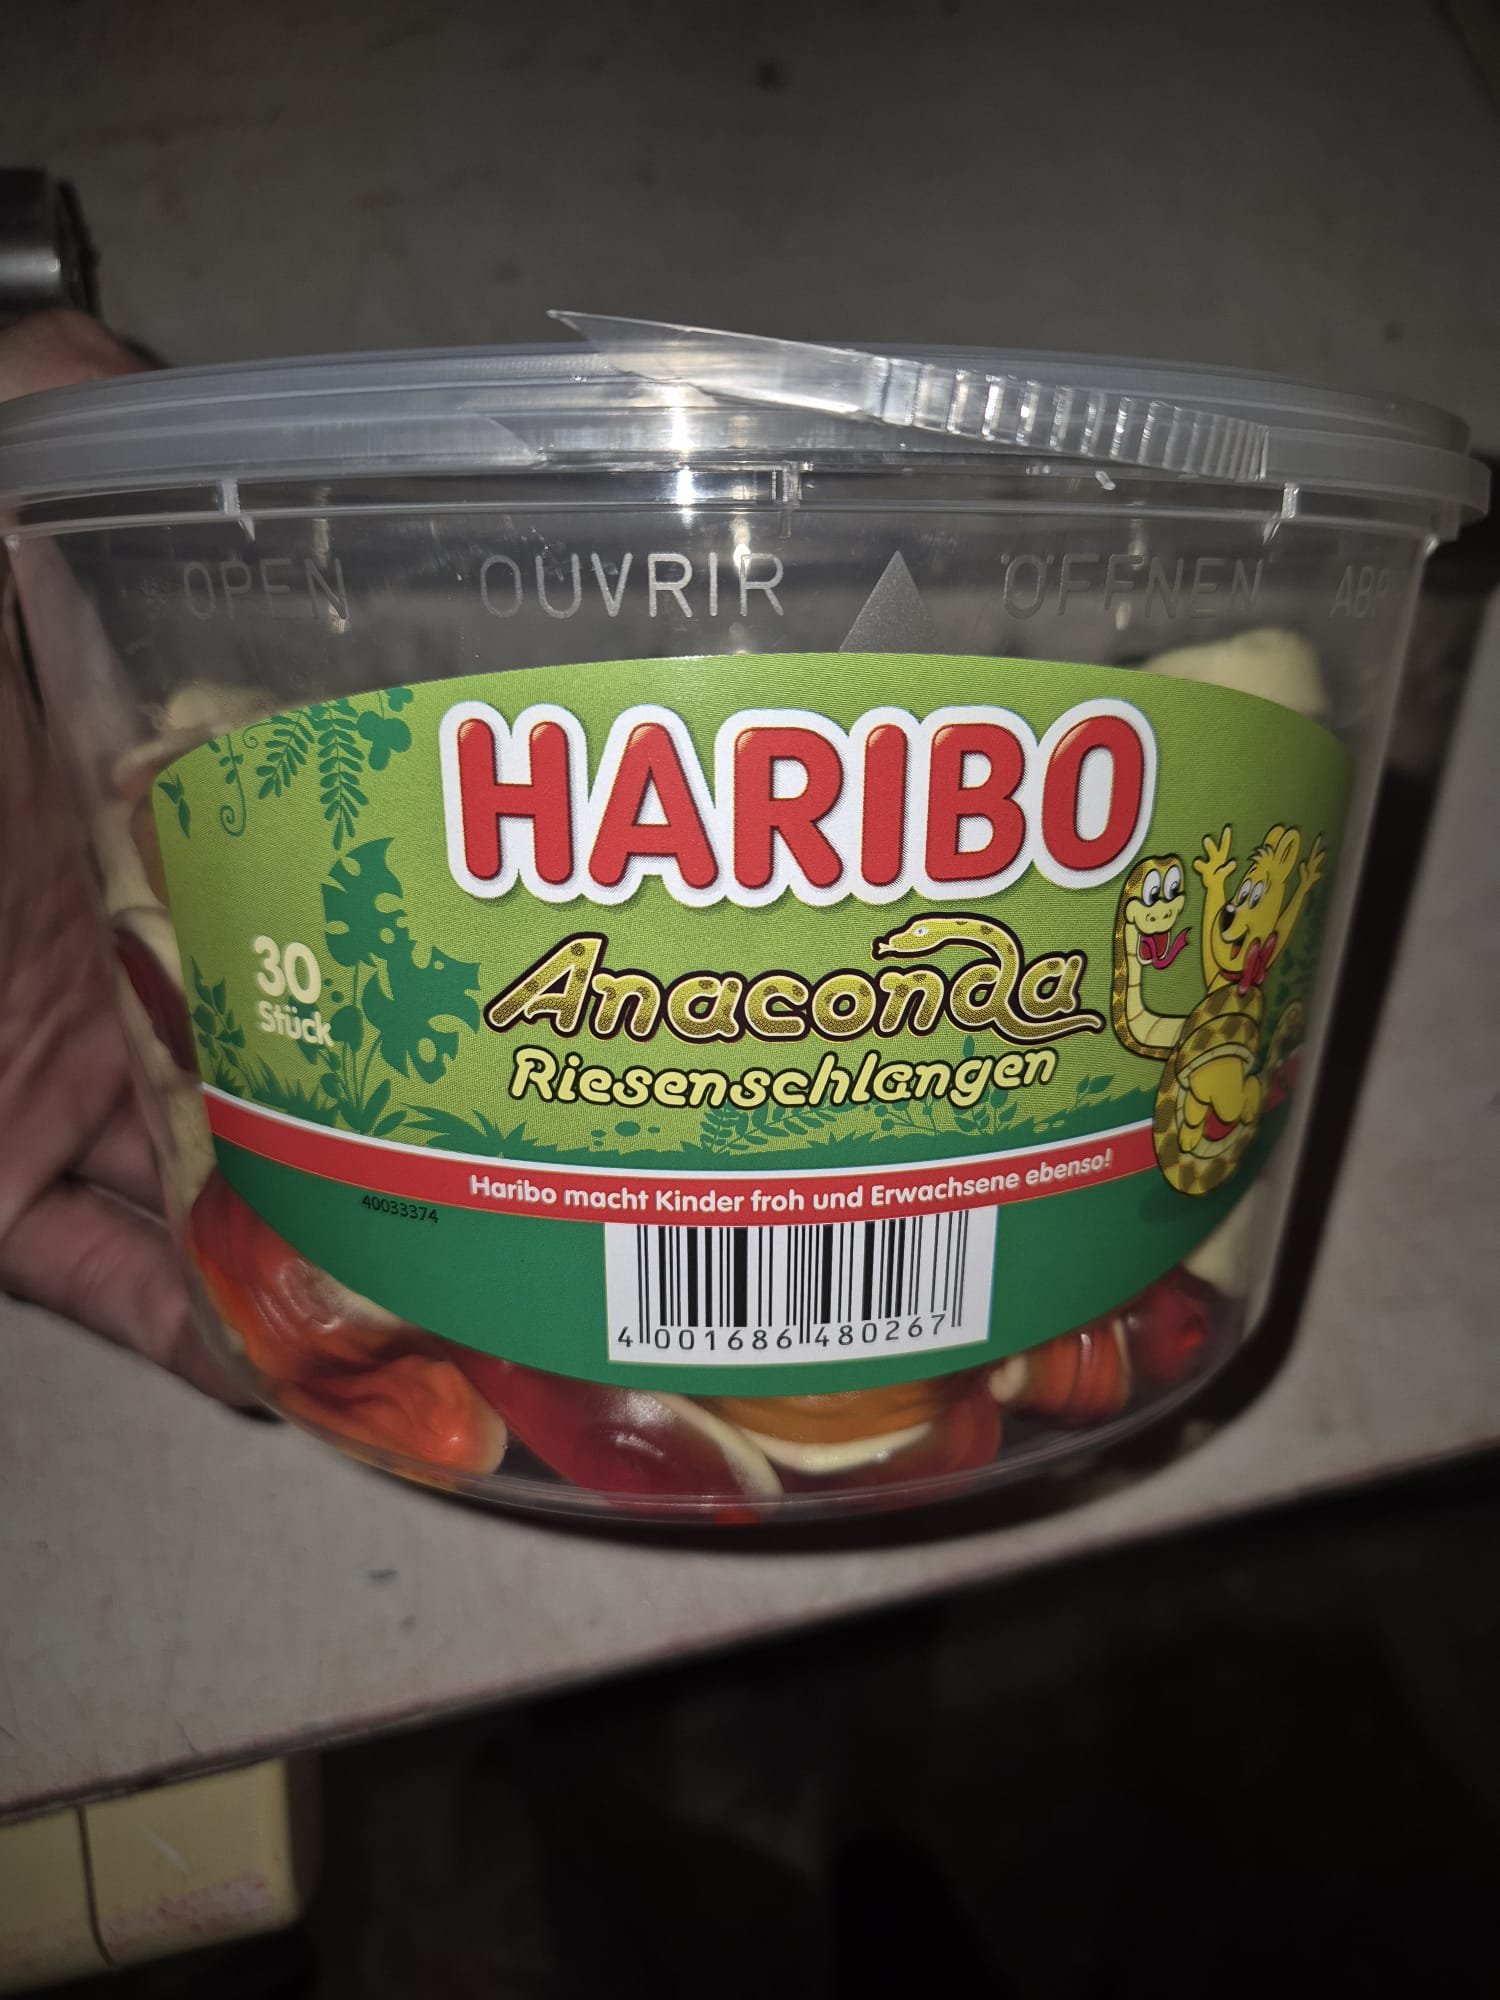 OPEN OUVRIR ÖFFNEN
HARIBO
30
Stück
Anaconda
Riesenschlangen
Haribo macht Kinder froh und Erwachsene ebenso!
40033374
4 001686 480267